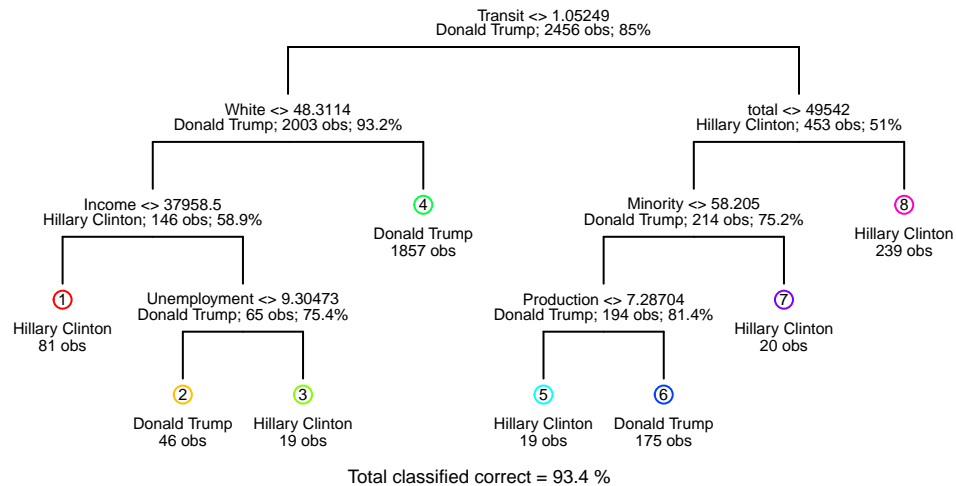 Transit <> 1.05249
Donald Trump; 2456 obs; 85%
White <> 48.3114
Donald Trump; 2003 obs; 93.2%
total <> 49542
Hillary Clinton; 453 obs; 51%
Income <> 37958.5
Hillary Clinton; 146 obs; 58.9%
4
Donald Trump
1857 obs
Minority <> 58.205
Donald Trump; 214 obs; 75.2%
8
Hillary Clinton
239 obs
1
Hillary Clinton
81 obs
Unemployment <> 9.30473
Donald Trump; 65 obs; 75.4%
Production <> 7.28704
Donald Trump; 194 obs; 81.4%
7
Hillary Clinton
20 obs
2
Donald Trump
46 obs
3
Hillary Clinton
19 obs
5
Hillary Clinton
19 obs
6
Donald Trump
175 obs
Total classified correct = 93.4 %